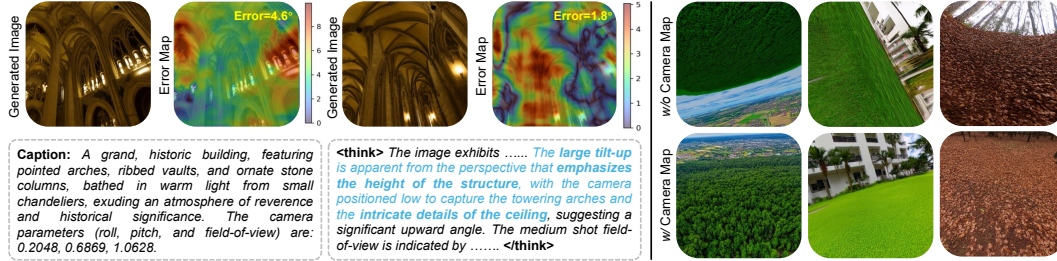 Generated Image
Error Map
Error=4.6°
8
6
4
2
0
Generated Image
Error Map
Error=1.8°
5
4
3
2
1
0
Caption: A grand, historic building, featuring
pointed arches, ribbed vaults, and ornate stone
columns, bathed in warm light from small
chandeliers, exuding an atmosphere of reverence
and historical significance. The camera
parameters (roll, pitch, and field-of-view) are:
0.2048, 0.6869, 1.0628.
<think> The image exhibits …... The large tilt-up
is apparent from the perspective that emphasizes
the height of the structure, with the camera
positioned low to capture the towering arches and
the intricate details of the ceiling, suggesting a
significant upward angle. The medium shot field-
of-view is indicated by ……. </think>
w/o Camera Map
w/ Camera Map